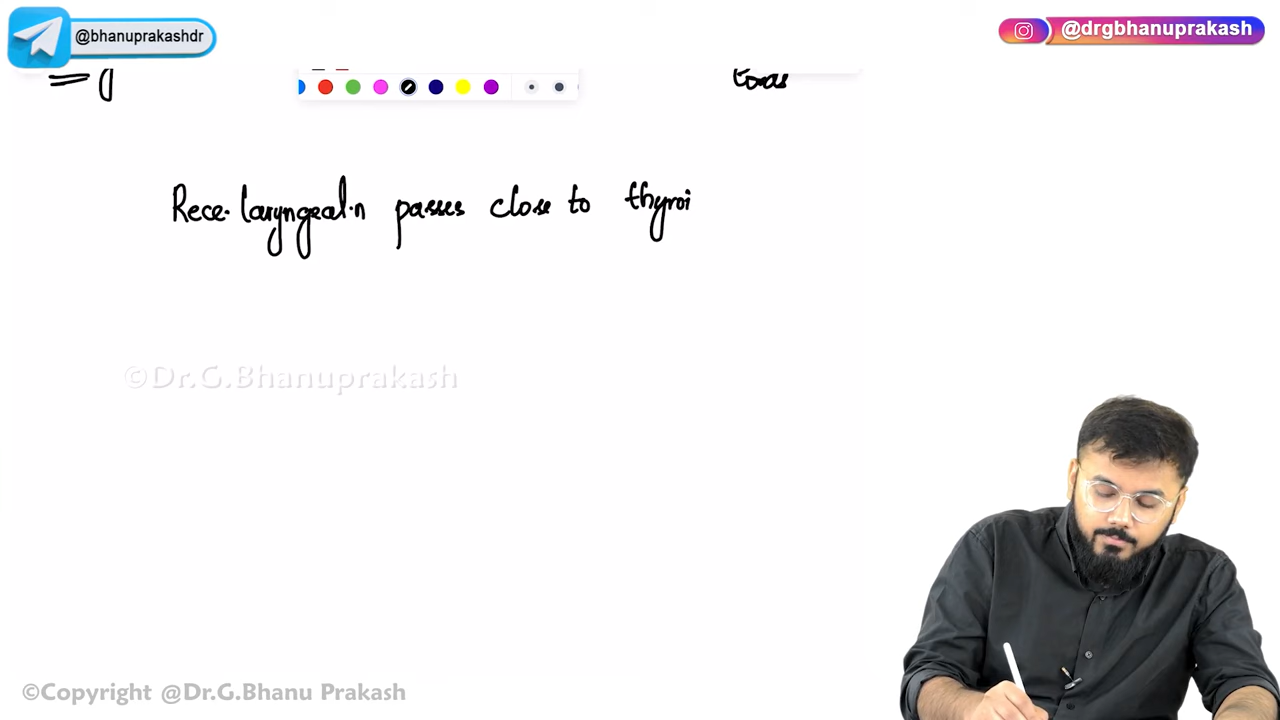 @bhanuprakashdr
@drgbhanuprakash
Rece. laryngeal.n passes close to thyroi
©Dr.G.Bhanuprakash
©Copyright @Dr.G.Bhanu Prakash